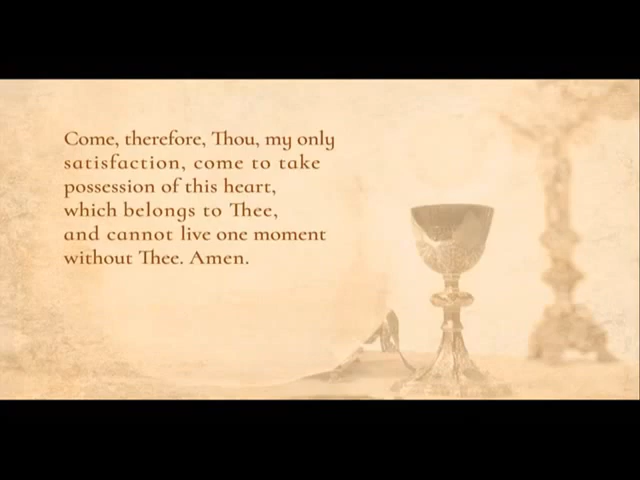 Come, therefore, Thou, my only
satisfaction, come to take
possession of this heart,
which belongs to Thee,
and cannot live one moment
without Thee. Amen.